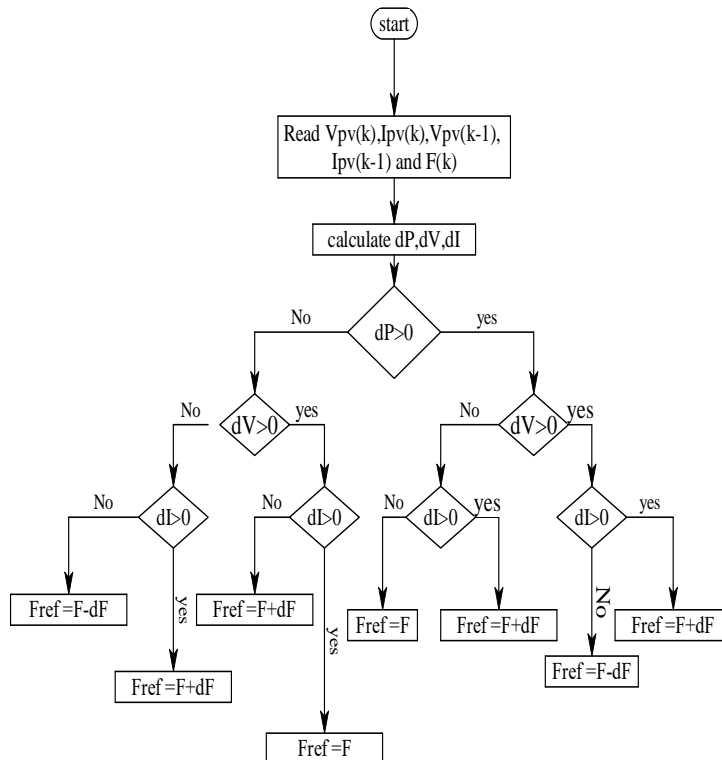 start
Read Vpv(k),Ipv(k),Vpv(k-1),
Ipv(k-1) and F(k)
calculate dP,dV,dI
No
dP>0
yes
No
dV>0
yes
No
dV>0
yes
No
dI>0
No
dI>0
No
dI>0
yes
dI>0
yes
Fref =F-dF
yes
Fref =F+dF
yes
Fref =F
Fref =F+dF
No
Fref =F+dF
Fref =F+dF
Fref =F-dF
Fref =F